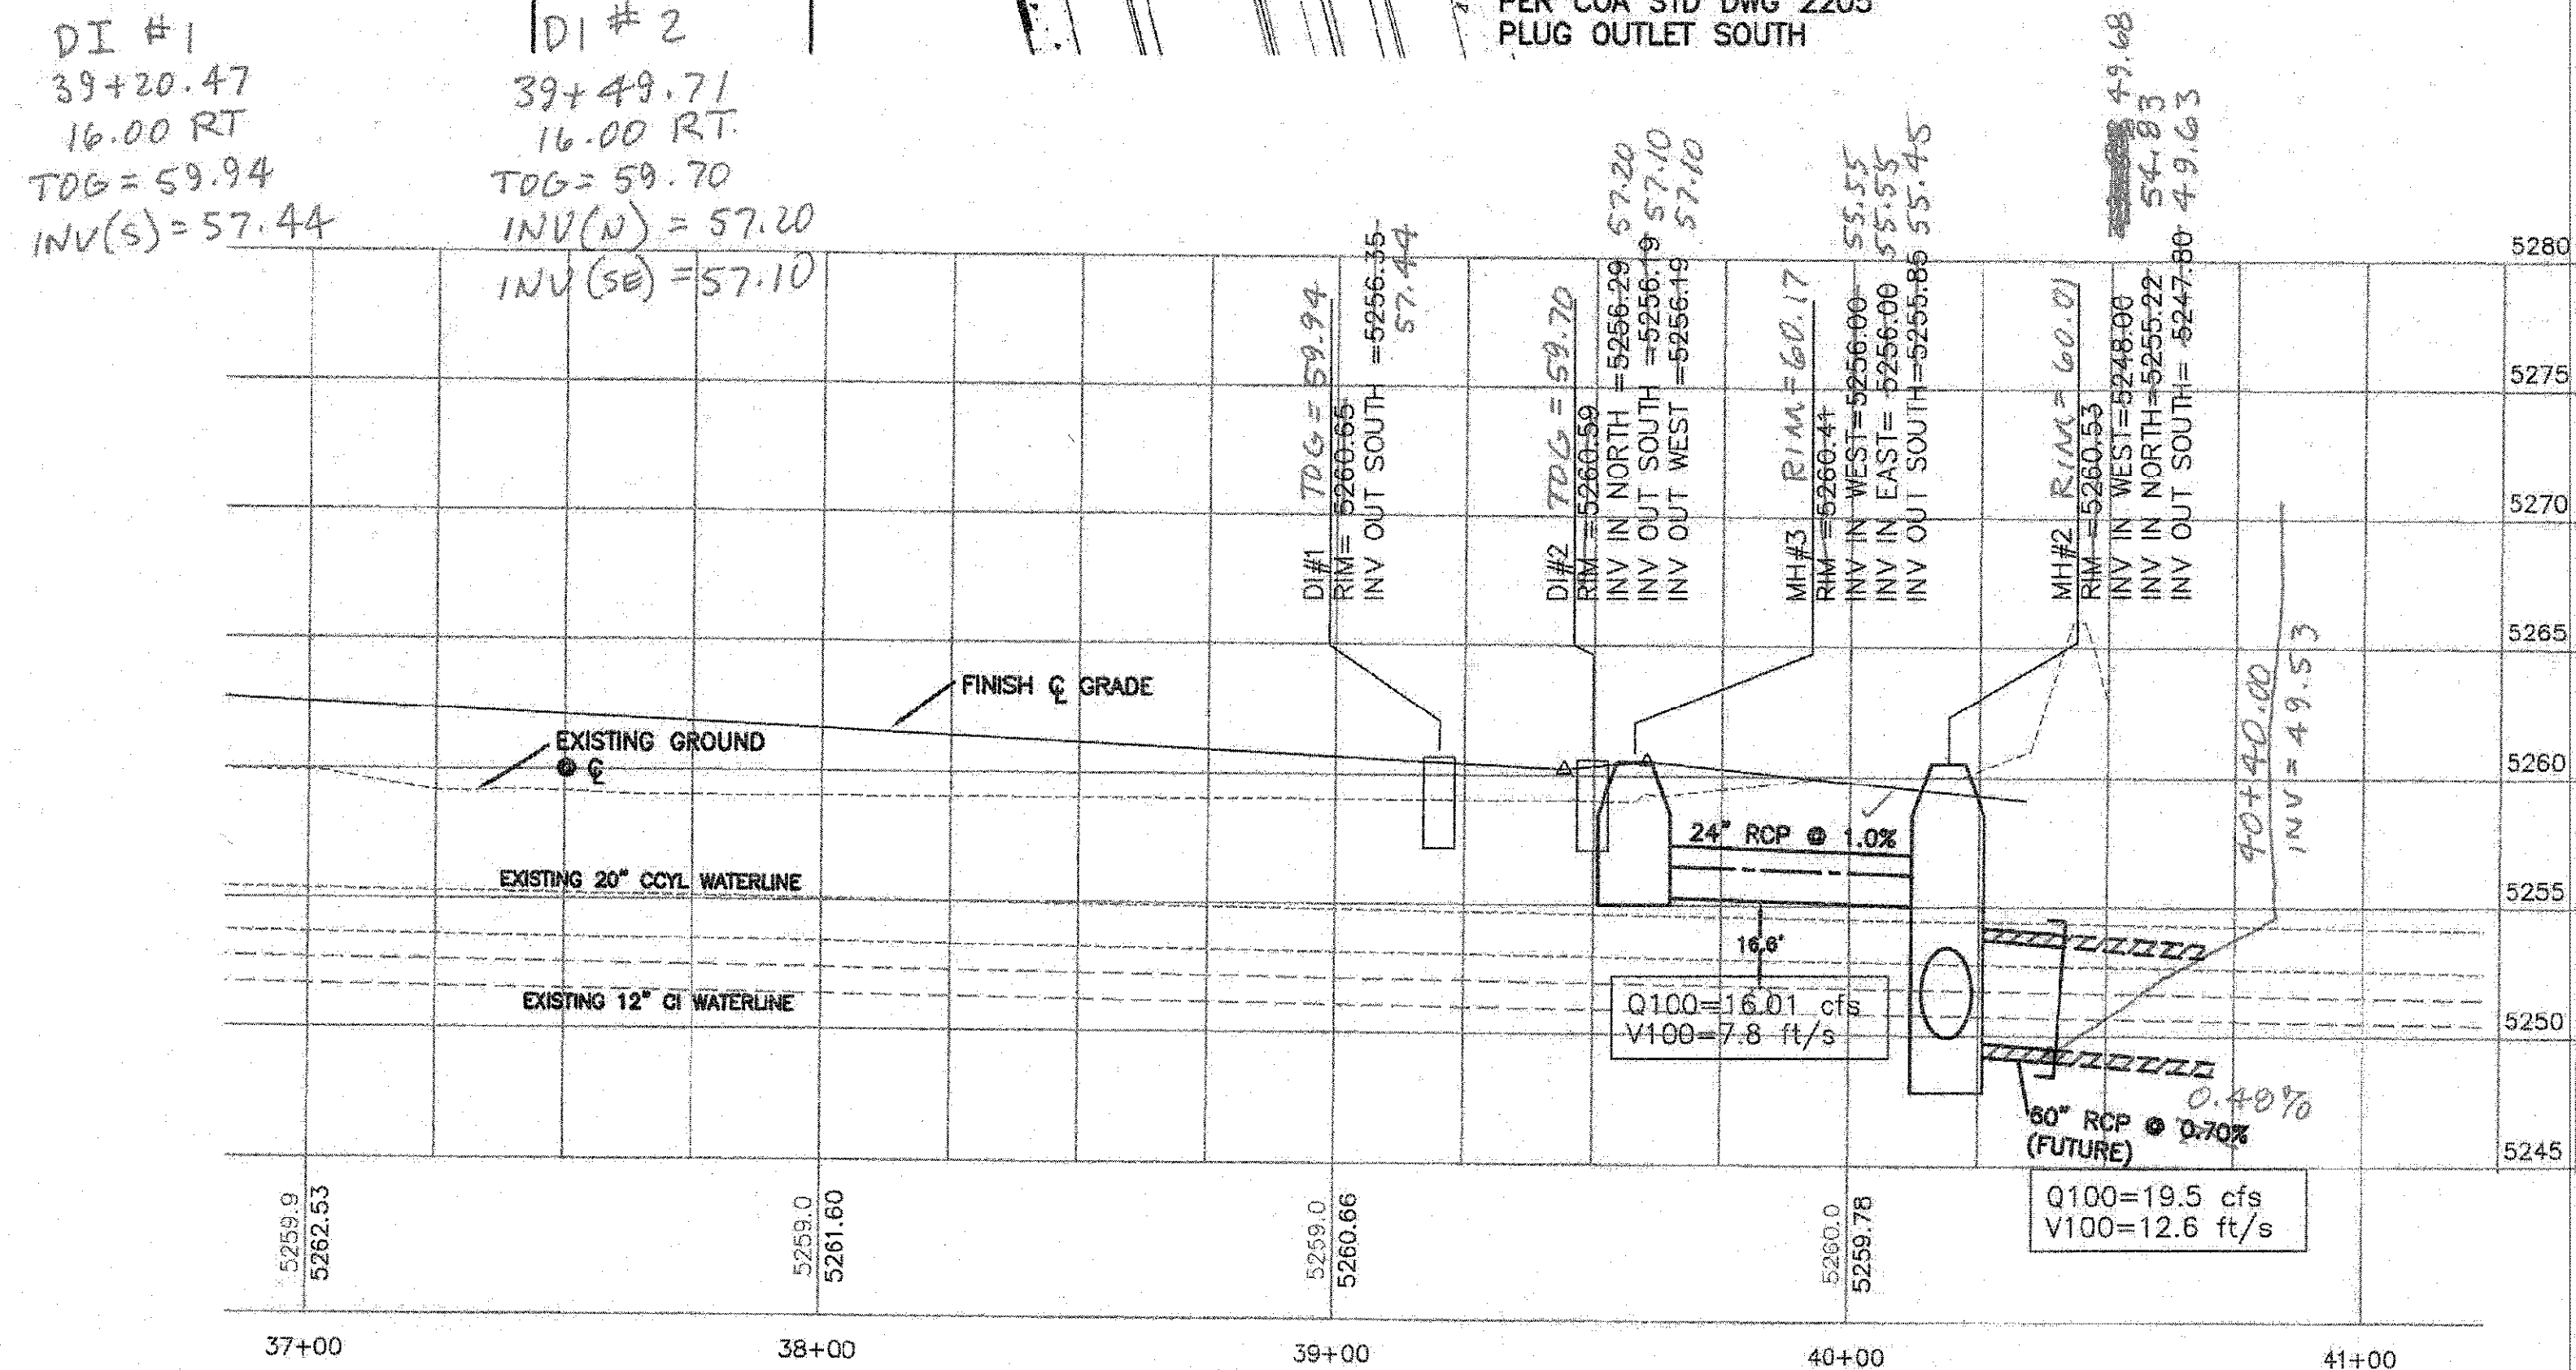 PER COA STD DWG 2205
PLUG OUTLET SOUTH
DI #1
39+20.47
16.00 RT
TOG = 59.94
INV(S) = 57.44
DI #2
39+49.71
16.00 RT.
TOG = 59.70
INV(N) = 57.20
INV(SE) = 57.10
DI#1 TOG = 59.94
RIM= 5260.65
INV OUT SOUTH =5256.35
57.44
DI#2 TOG = 59.70
RIM =5260.59
INV IN NORTH =5256.29 57.20
INV OUT SOUTH =5256.19 57.10
INV OUT WEST =5256.19 57.10
MH#3 RIM=60.17
RIM =5260.41
INV IN WEST=5256.00 55.55
INV IN EAST= 5256.00 55.55
INV OUT SOUTH=5255.85 55.45
MH#2 RIM=60.01
RIM =5260.53
INV IN WEST=5248.00 49.68
INV IN NORTH=5255.22 54.83
INV OUT SOUTH= 5247.80 49.63
40+40.00
INV = 49.53
5280
5275
5270
5265
5260
5255
5250
5245
FINISH ℄ GRADE
EXISTING GROUND
@ ℄
24" RCP @ 1.0%
EXISTING 20" CCYL WATERLINE
16.6'
EXISTING 12" CI WATERLINE
Q100=16.01 cfs
V100=7.8 ft/s
0.48%
60" RCP @ 0.70%
(FUTURE)
Q100=19.5 cfs
V100=12.6 ft/s
5259.9
5262.53
5259.0
5261.60
5259.0
5260.66
5260.0
5259.78
37+00
38+00
39+00
40+00
41+00